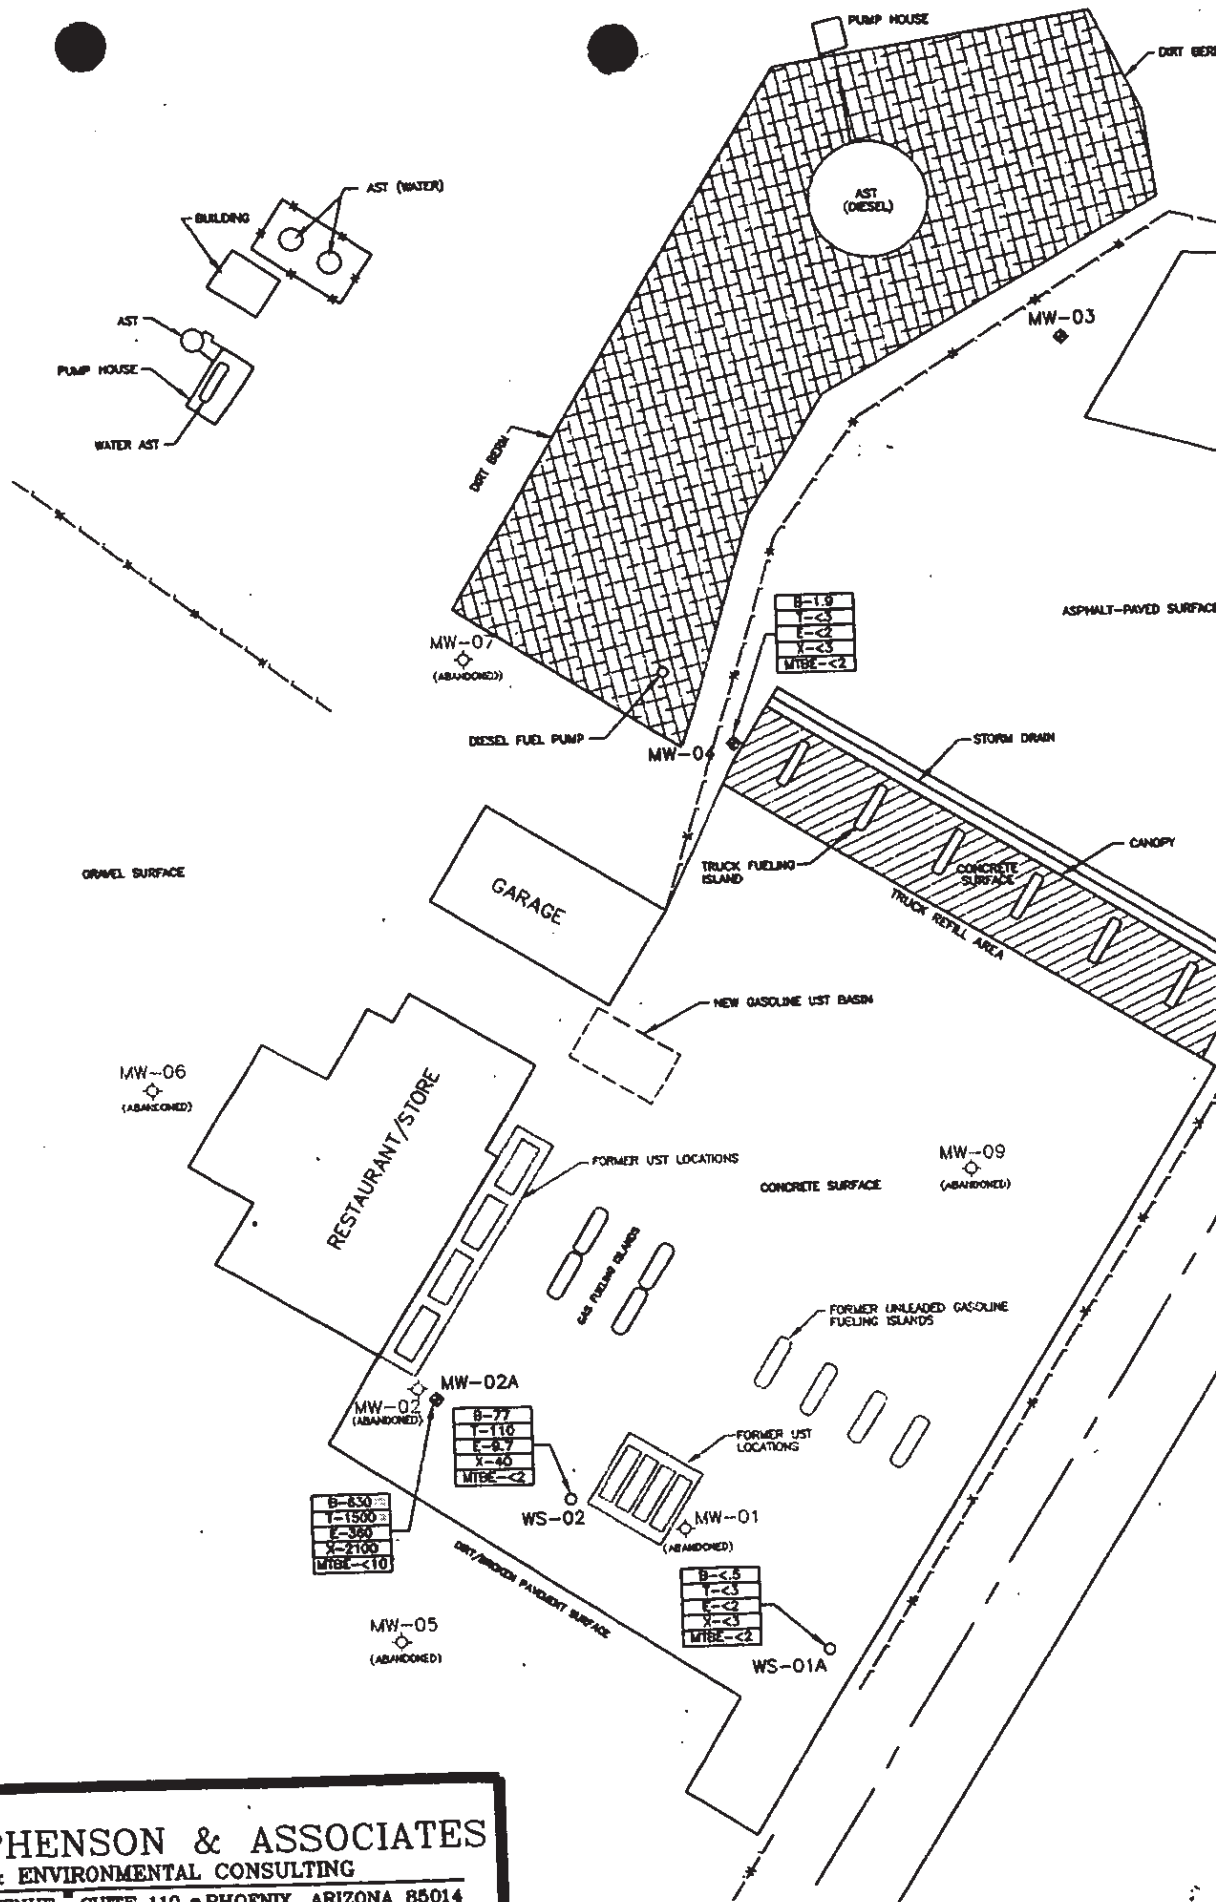 PUMP HOUSE
DIRT BERM
AST (WATER)
BUILDING
AST
(DIESEL)
AST
MW-03
PUMP HOUSE
WATER AST
DIRT BERM
B-1.9
T-<3
E-<2
X-<3
MTBE-<2
ASPHALT-PAVED SURFACE
MW-07
(ABANDONED)
DIESEL FUEL PUMP
MW-04
STORM DRAIN
CANOPY
TRUCK FUELING
ISLAND
CONCRETE
SURFACE
TRUCK REFILL AREA
GRAVEL SURFACE
GARAGE
NEW GASOLINE UST BASIN
MW-06
(ABANDONED)
RESTAURANT/STORE
FORMER UST LOCATIONS
MW-09
(ABANDONED)
CONCRETE SURFACE
GAS FUELING ISLANDS
FORMER UNLEADED GASOLINE
FUELING ISLANDS
MW-02A
MW-02
(ABANDONED)
B-77
T-110
E-9.7
X-40
MTBE-<2
FORMER UST
LOCATIONS
WS-02
MW-01
(ABANDONED)
B-630
T-1500
E-360
X-2100
MTBE-<10
DIRT/BROKEN PAVEMENT SURFACE
B-<.5
T-<3
E-<2
X-<3
MTBE-<2
MW-05
(ABANDONED)
WS-01A
PHENSON & ASSOCIATES
ENVIRONMENTAL CONSULTING
SUITE 110 • PHOENIX, ARIZONA 85014